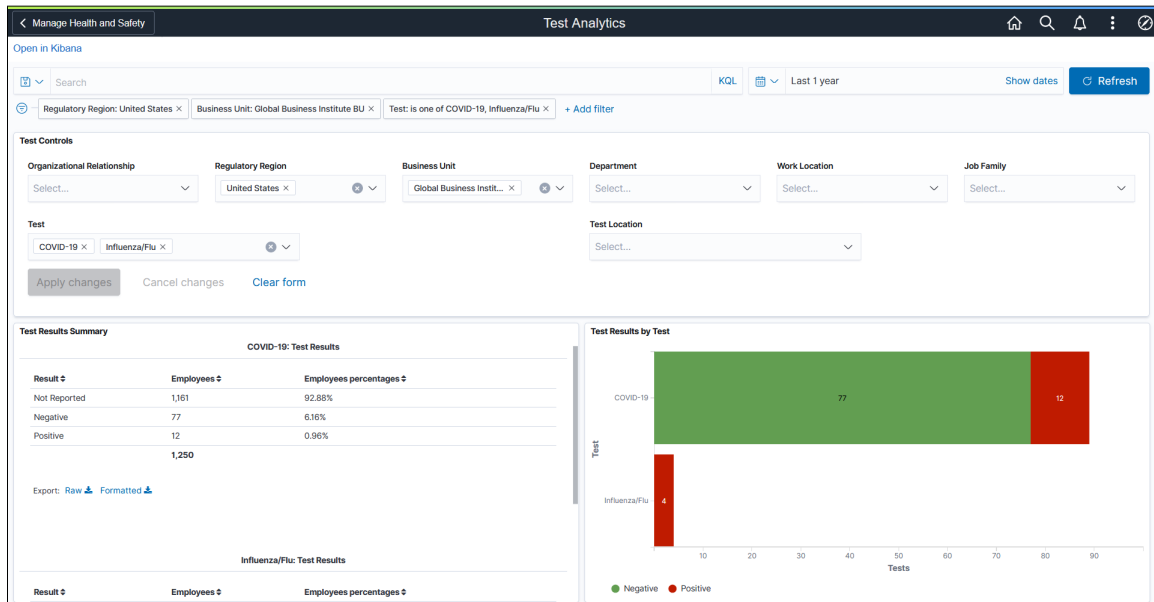 Manage Health and Safety
Test Analytics
Open in Kibana
Search
KQL
Last 1 year
Show dates
Refresh
Regulatory Region: United States ×
Business Unit: Global Business Institute BU ×
Test: is one of COVID-19, Influenza/Flu ×
+ Add filter
Test Controls
Organizational Relationship
Regulatory Region
Business Unit
Department
Work Location
Job Family
Select...
United States ×
Global Business Instit... ×
Select...
Select...
Select...
Test
Test Location
COVID-19 ×
Influenza/Flu ×
Select...
Apply changes
Cancel changes
Clear form
Test Results Summary
COVID-19: Test Results
Result Employees Employees percentages
Not Reported 1,161 92.88%
Negative 77 6.16%
Positive 12 0.96%
1,250
Export: Raw Formatted
Influenza/Flu: Test Results
Result Employees Employees percentages
Test Results by Test
COVID-19
77
12
Test
Influenza/Flu
4
10 20 30 40 50 60 70 80 90
Tests
Negative Positive